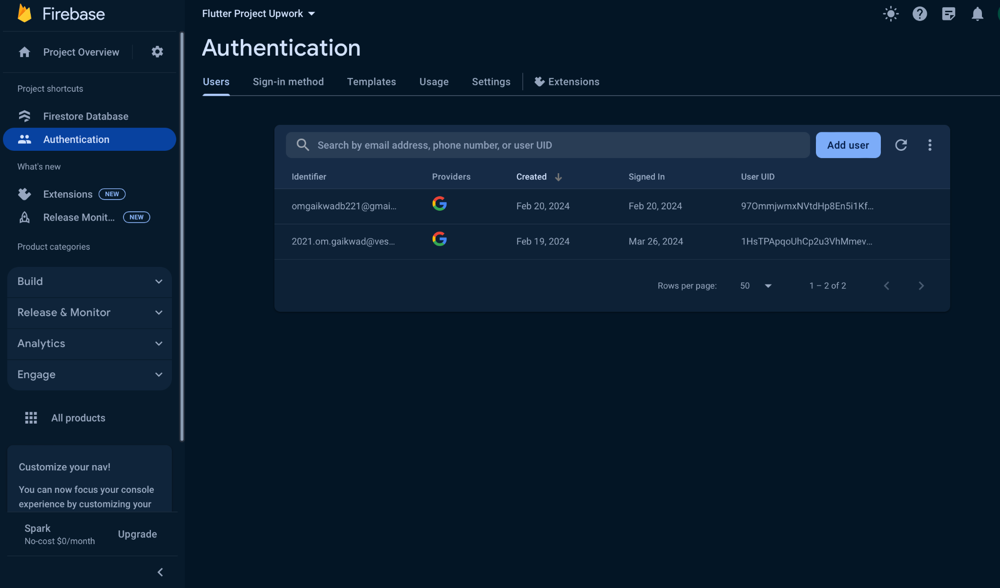 Firebase
Project Overview
Project shortcuts
Firestore Database
Authentication
What's new
Extensions NEW
Release Monit... NEW
Product categories
Build
Release & Monitor
Analytics
Engage
All products
Customize your nav!
You can now focus your console
experience by customizing your
Spark
No-cost $0/month
Upgrade
Flutter Project Upwork
Authentication
Users Sign-in method Templates Usage Settings Extensions
Search by email address, phone number, or user UID
Add user
Identifier Providers Created Signed In User UID
omgaikwadb221@gmai... Feb 20, 2024 Feb 20, 2024 97OmmjwmxNVtdHp8En5i1Kf...
2021.om.gaikwad@ves... Feb 19, 2024 Mar 26, 2024 1HsTPApqoUhCp2u3VhMmev...
Rows per page: 50 1 – 2 of 2